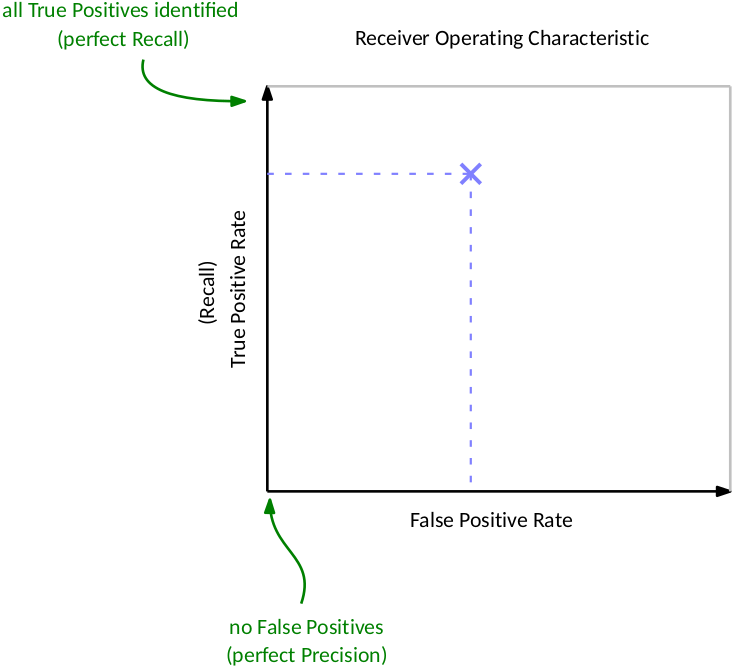 all True Positives identified
(perfect Recall)
Receiver Operating Characteristic
(Recall)
True Positive Rate
False Positive Rate
no False Positives
(perfect Precision)